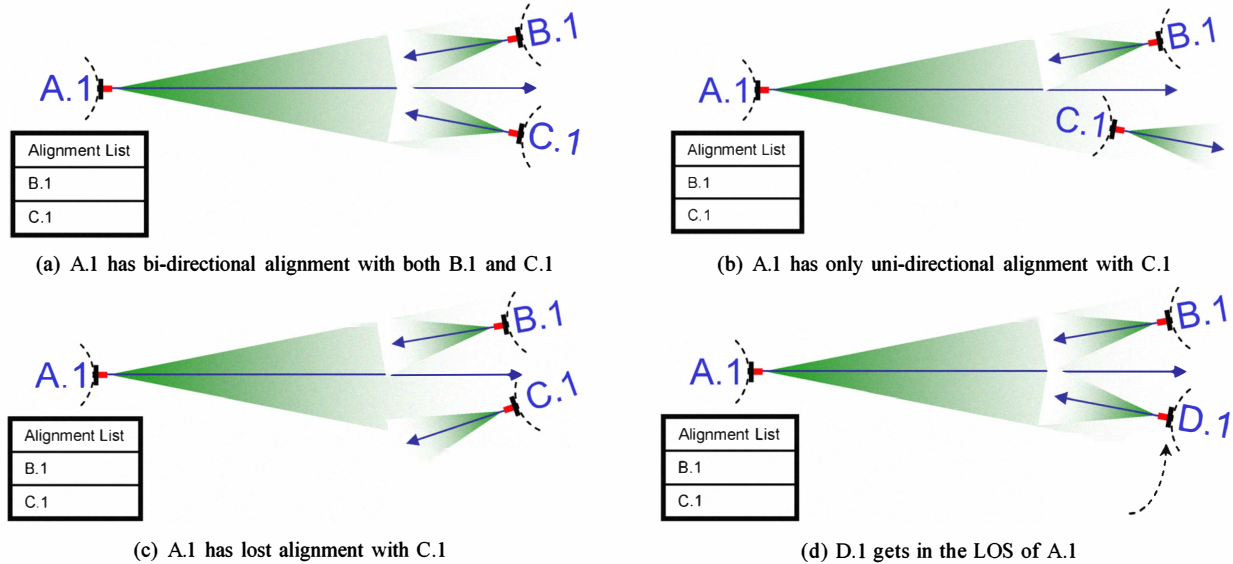 A.1
B.1
C.1
Alignment List
B.1
C.1
(a) A.1 has bi-directional alignment with both B.1 and C.1
A.1
B.1
C.1
Alignment List
B.1
C.1
(b) A.1 has only uni-directional alignment with C.1
A.1
B.1
C.1
Alignment List
B.1
C.1
(c) A.1 has lost alignment with C.1
A.1
B.1
D.1
Alignment List
B.1
C.1
(d) D.1 gets in the LOS of A.1